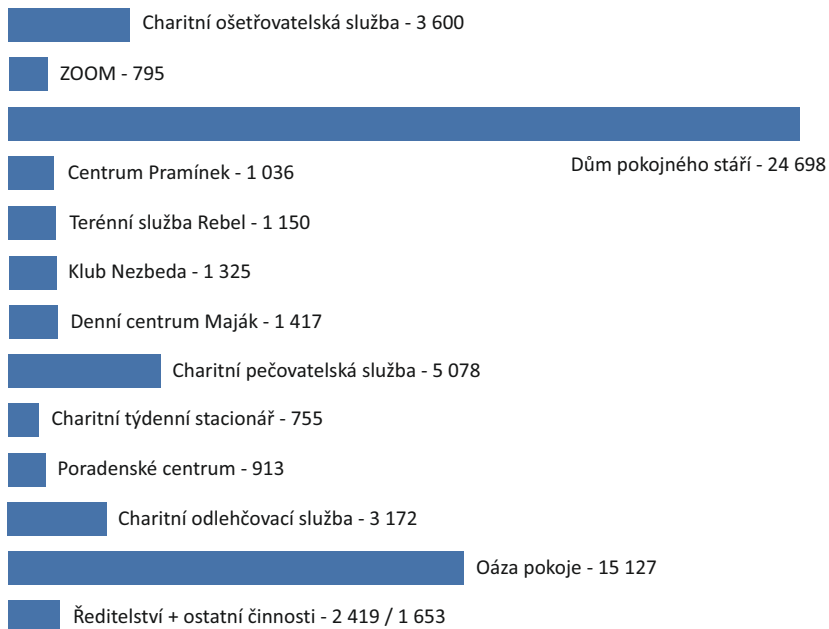 Charitní ošetřovatelská služba - 3 600
ZOOM - 795
Dům pokojného stáří - 24 698
Centrum Pramínek - 1 036
Terénní služba Rebel - 1 150
Klub Nezbeda - 1 325
Denní centrum Maják - 1 417
Charitní pečovatelská služba - 5 078
Charitní týdenní stacionář - 755
Poradenské centrum - 913
Charitní odlehčovací služba - 3 172
Oáza pokoje - 15 127
Ředitelství + ostatní činnosti - 2 419 / 1 653